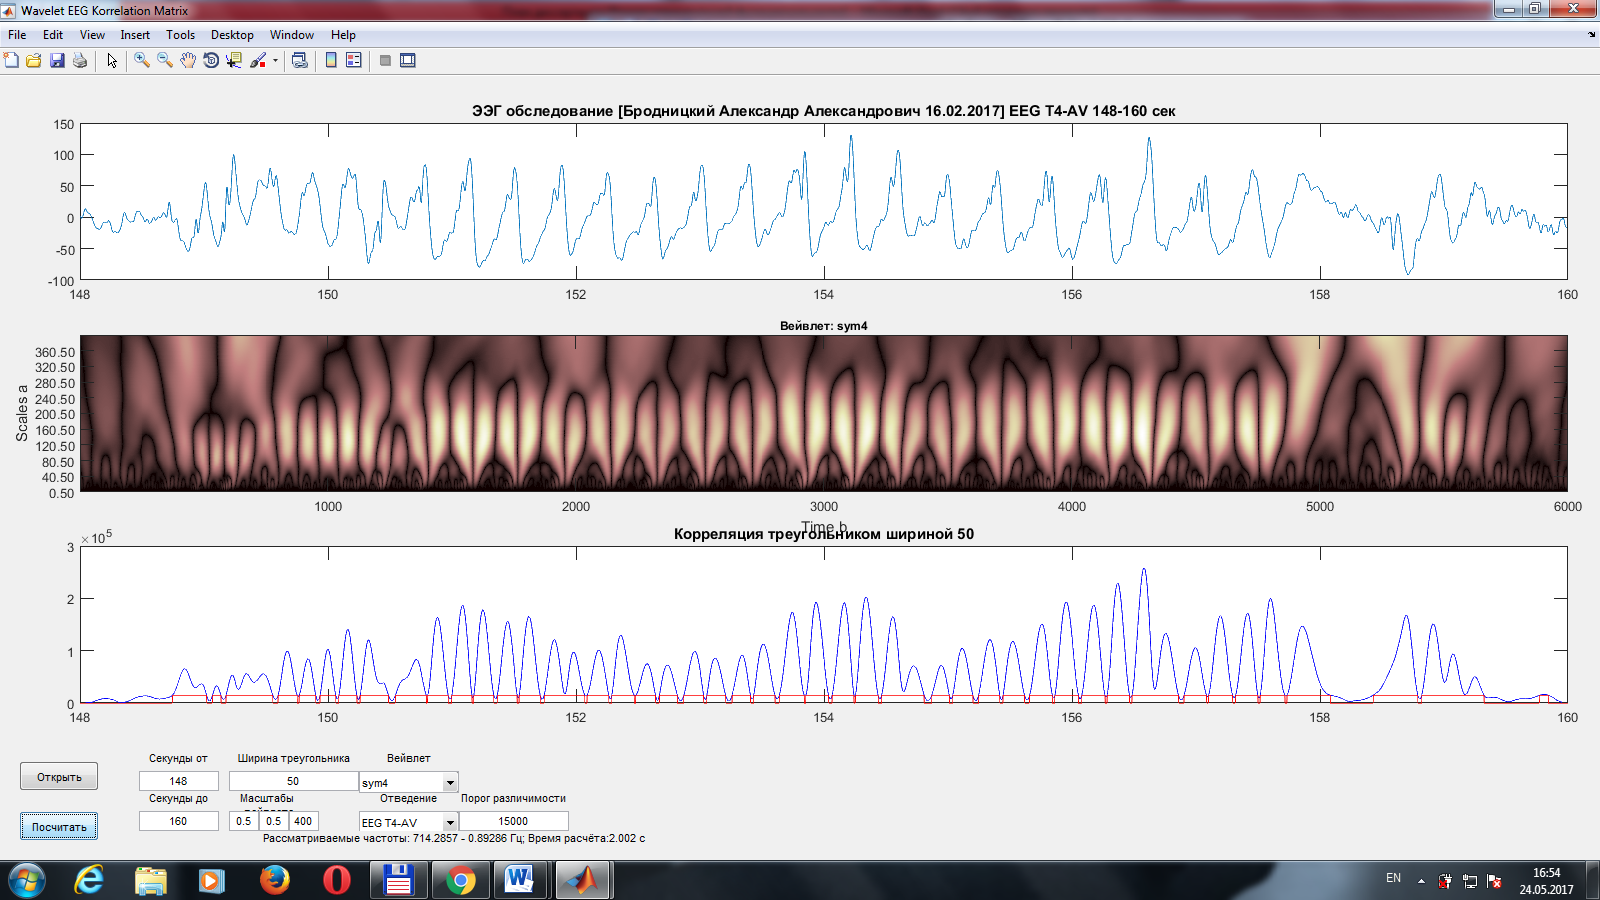 Wavelet EEG Korrelation Matrix
File Edit View Insert Tools Desktop Window Help
ЭЭГ обследование [Бродницкий Александр Александрович 16.02.2017] EEG T4-AV 148-160 сек
150
100
50
0
-50
-100
148 150 152 154 156 158 160
Вейвлет: sym4
Scales a
360.50
320.50
280.50
240.50
200.50
160.50
120.50
80.50
40.50
0.50
1000 2000 3000 4000 5000 6000
Time b
Корреляция треугольником шириной 50
×10^5
3
2
1
0
148 150 152 154 156 158 160
Секунды от Ширина треугольника Вейвлет
Открыть 148 50 sym4
Секунды до Масштабы Отведение Порог различимости
Посчитать 160 0.5 0.5 400 EEG T4-AV 15000
Рассматриваемые частоты: 714.2857 - 0.89286 Гц; Время расчёта:2.002 с
EN 16:54
24.05.2017